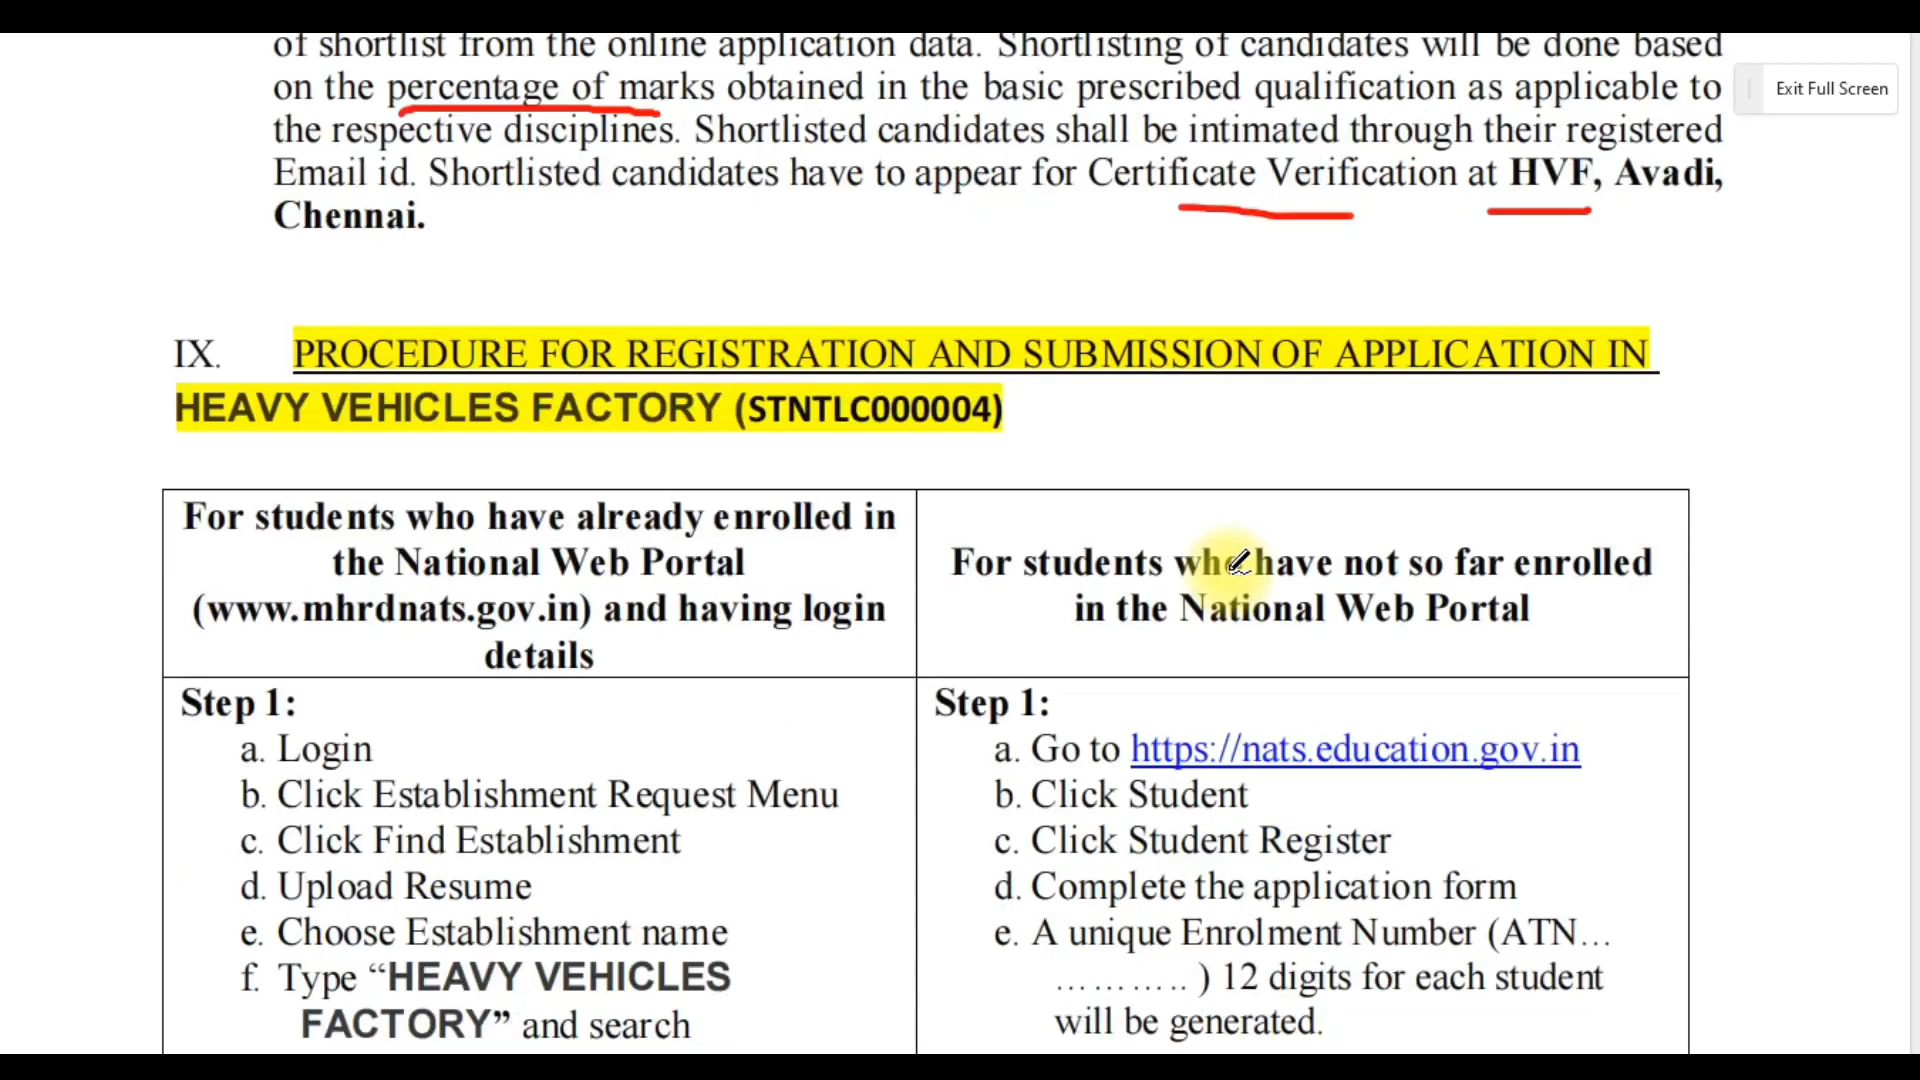 of shortlist from the online application data. Shortlisting of candidates will be done based
on the percentage of marks obtained in the basic prescribed qualification as applicable to
the respective disciplines. Shortlisted candidates shall be intimated through their registered
Email id. Shortlisted candidates have to appear for Certificate Verification at HVF, Avadi,
Chennai.
Exit Full Screen
IX. PROCEDURE FOR REGISTRATION AND SUBMISSION OF APPLICATION IN
HEAVY VEHICLES FACTORY (STNTLC000004)
For students who have already enrolled in
the National Web Portal
(www.mhrdnats.gov.in) and having login
details
Step 1:
a. Login
b. Click Establishment Request Menu
c. Click Find Establishment
d. Upload Resume
e. Choose Establishment name
f. Type “HEAVY VEHICLES
FACTORY” and search
For students who have not so far enrolled
in the National Web Portal
Step 1:
a. Go to https://nats.education.gov.in
b. Click Student
c. Click Student Register
d. Complete the application form
e. A unique Enrolment Number (ATN…
………..) 12 digits for each student
will be generated.